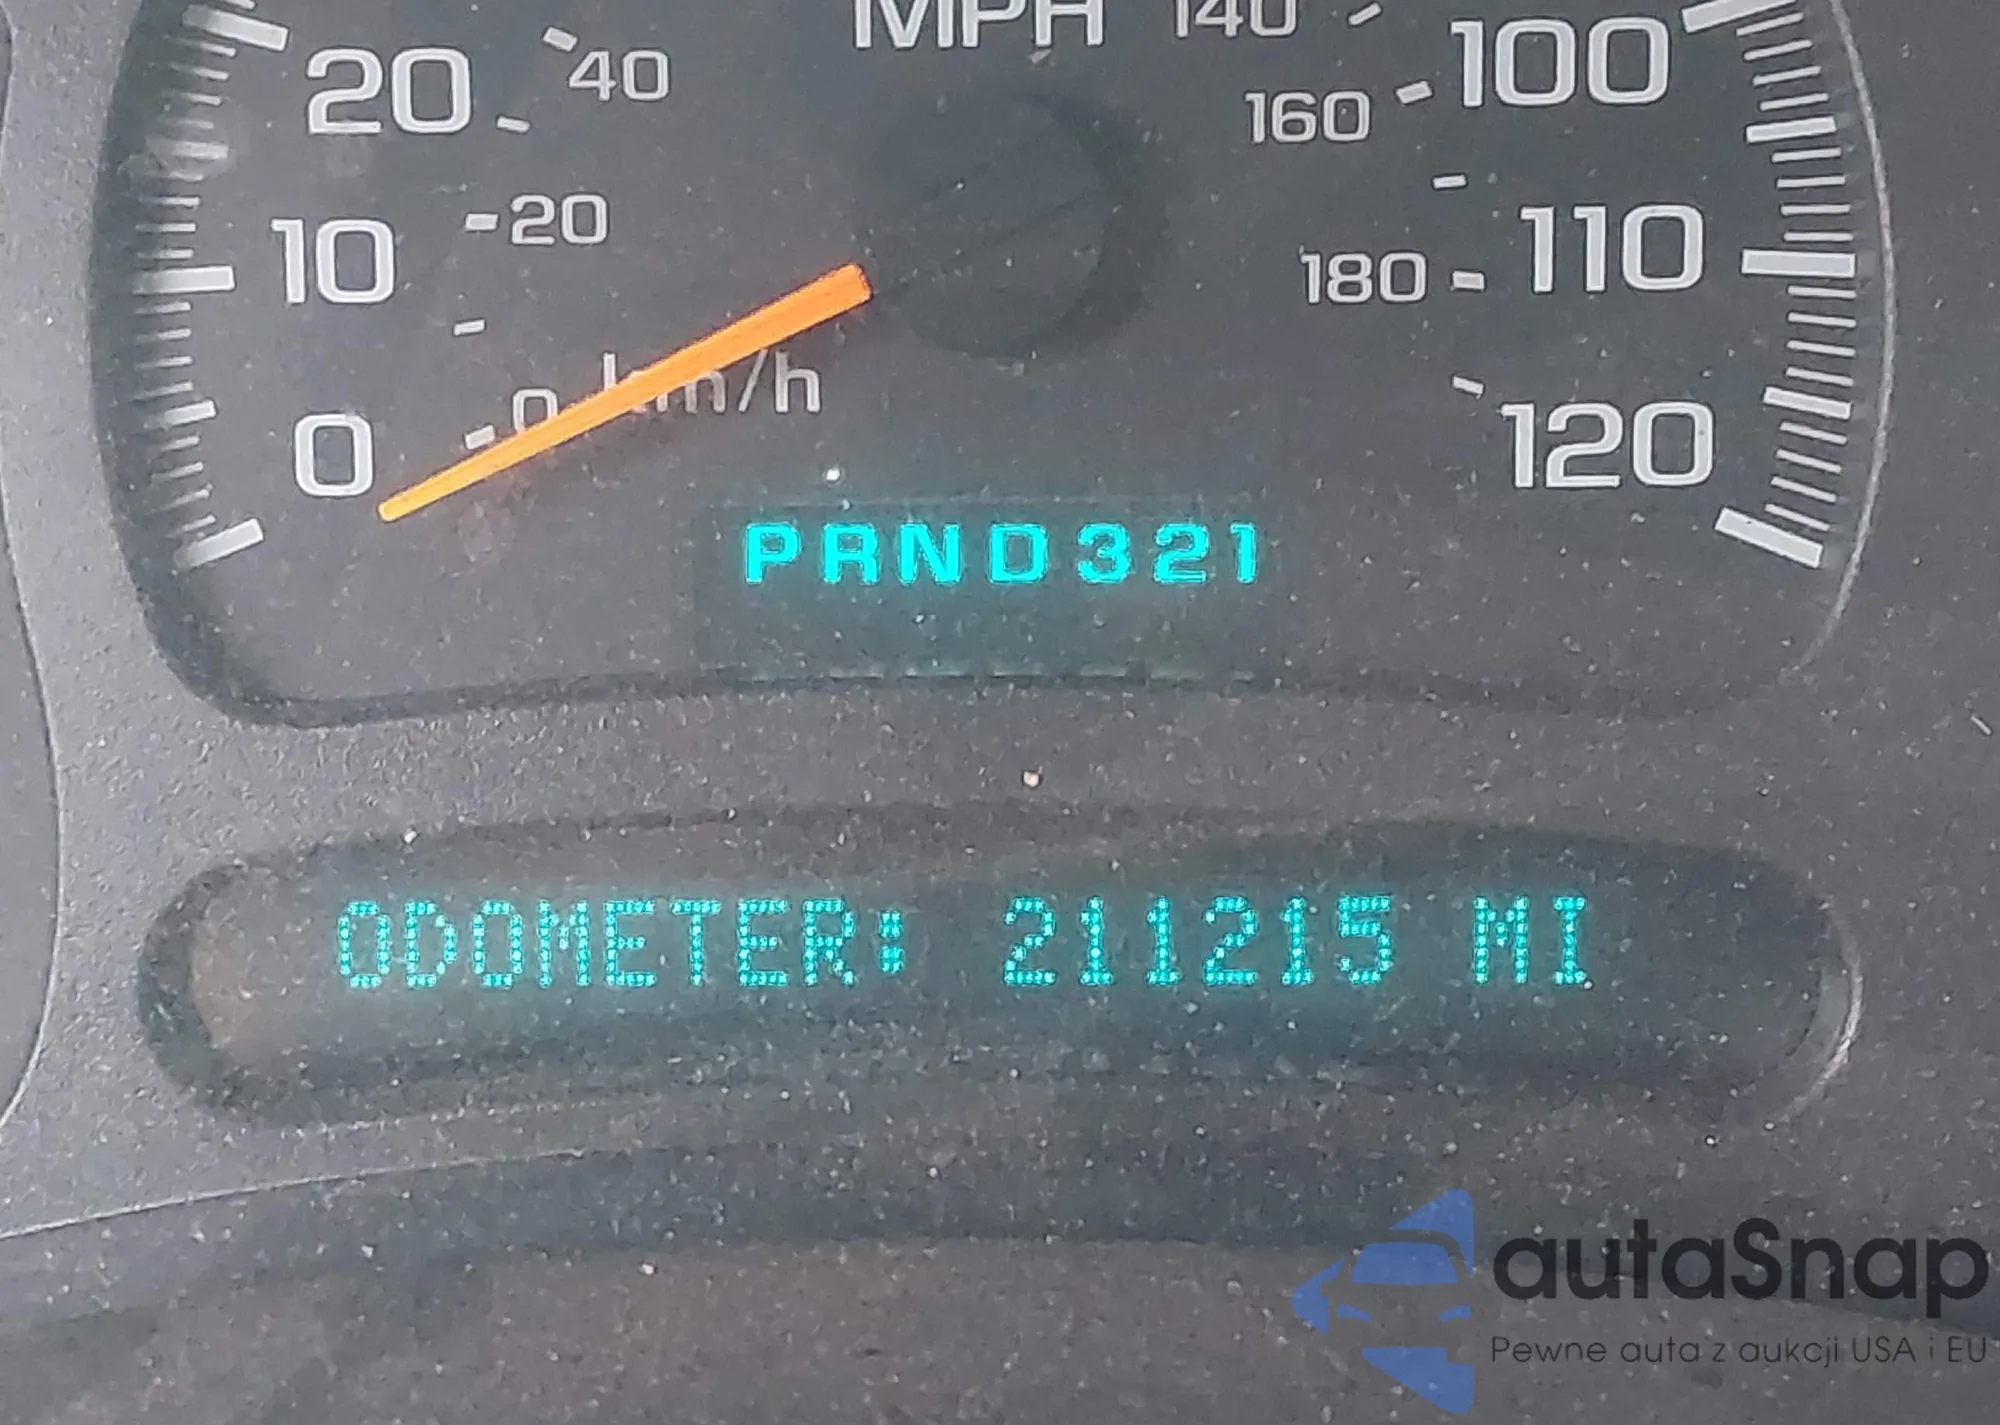 MPH
140
20
40
160
100
10
20
180
110
0
0
km/h
120
PRND321
ODOMETER: 211215 MI
autaSnap
Pewne auta z aukcji USA i EU